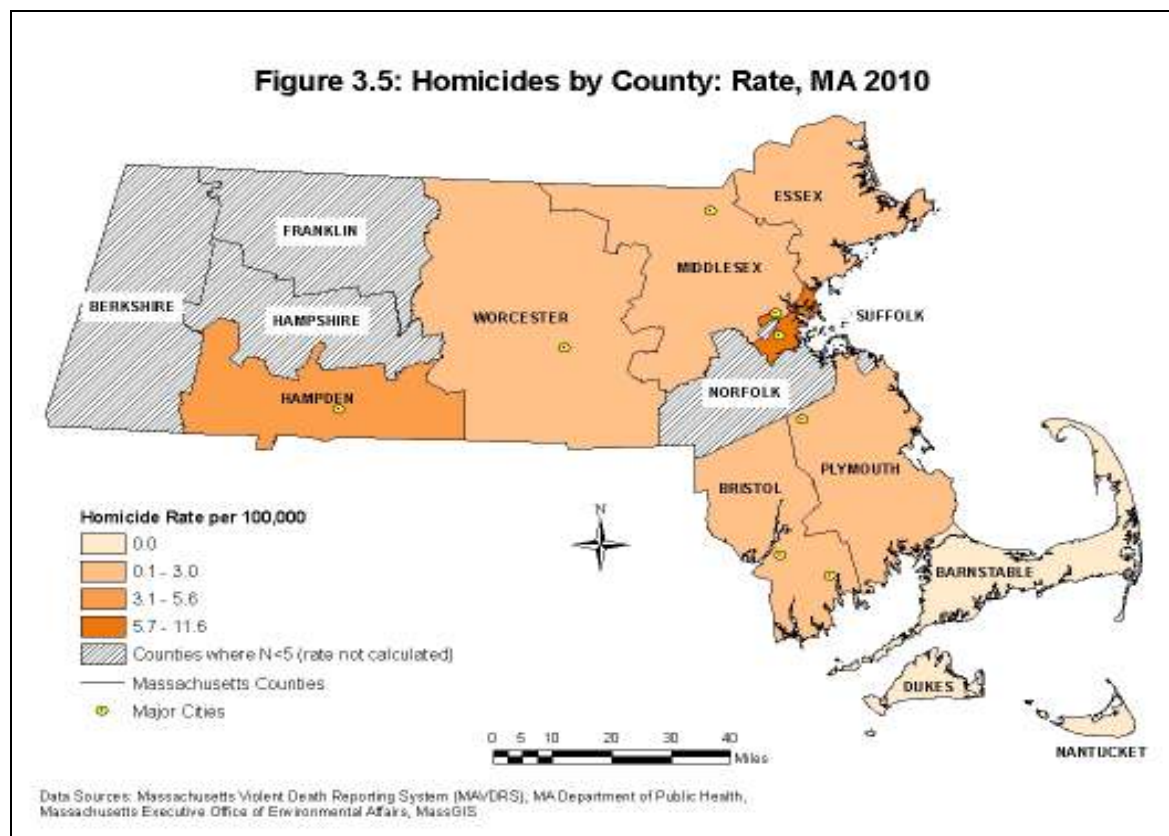 Figure 3.5: Homicides by County: Rate, MA 2010
ESSEX
FRANKLIN
MIDDLESEX
BERKSHIRE
HAMPSHIRE
WORCESTER
SUFFOLK
HAMPDEN
NORFOLK
PLYMOUTH
BRISTOL
N
BARNSTABLE
DUKES
NANTUCKET
Homicide Rate per 100,000
0.0
0.1 - 3.0
3.1 - 5.6
5.7 - 11.6
Counties where N<5 (rate not calculated)
Massachusetts Counties
Major Cities
0 5 10 20 30 40
Miles
Data Sources: Massachusetts Violent Death Reporting System (MAVDRS), MA Department of Public Health,
Massachusetts Executive Office of Environmental Affairs, MassGIS